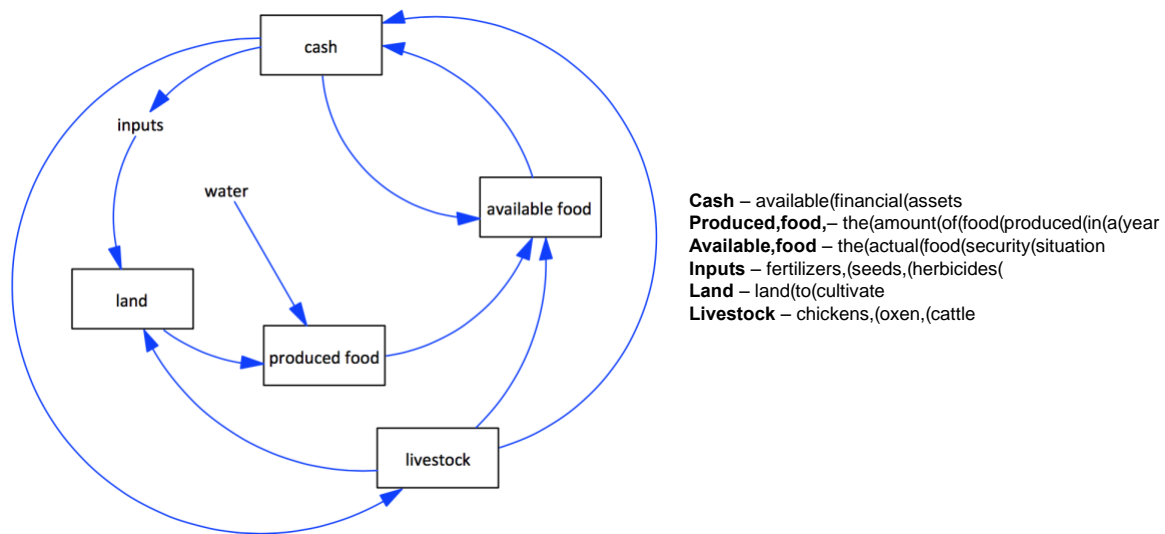 cash
inputs
water
available food
land
produced food
livestock
Cash – available(financial(assets
Produced,food,– the(amount(of(food(produced(in(a(year
Available,food – the(actual(food(security(situation
Inputs – fertilizers,(seeds,(herbicides(
Land – land(to(cultivate
Livestock – chickens,(oxen,(cattle